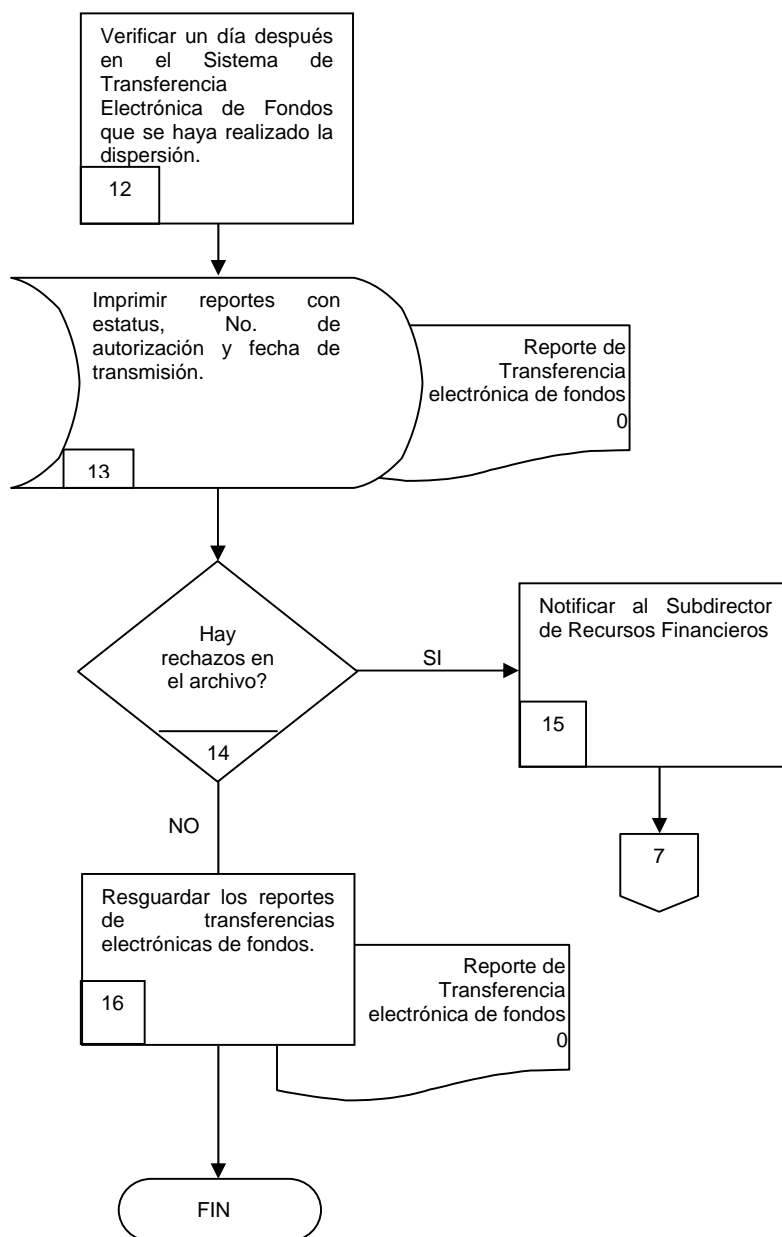 Verificar un día después
en el Sistema de
Transferencia
Electrónica de Fondos
que se haya realizado la
dispersión.
12
Imprimir reportes con
estatus, No. de
autorización y fecha de
transmisión.
13
Reporte de
Transferencia
electrónica de fondos
0
Hay
rechazos en
el archivo?
14
SI
Notificar al Subdirector
de Recursos Financieros
15
7
NO
Resguardar los reportes
de transferencias
electrónicas de fondos.
16
Reporte de
Transferencia
electrónica de fondos
0
FIN